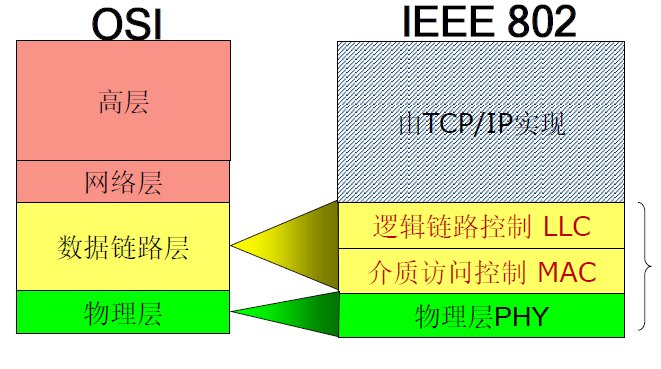 OSI
IEEE 802
高层
网络层
数据链路层
物理层
由TCP/IP实现
逻辑链路控制 LLC
介质访问控制 MAC
物理层PHY